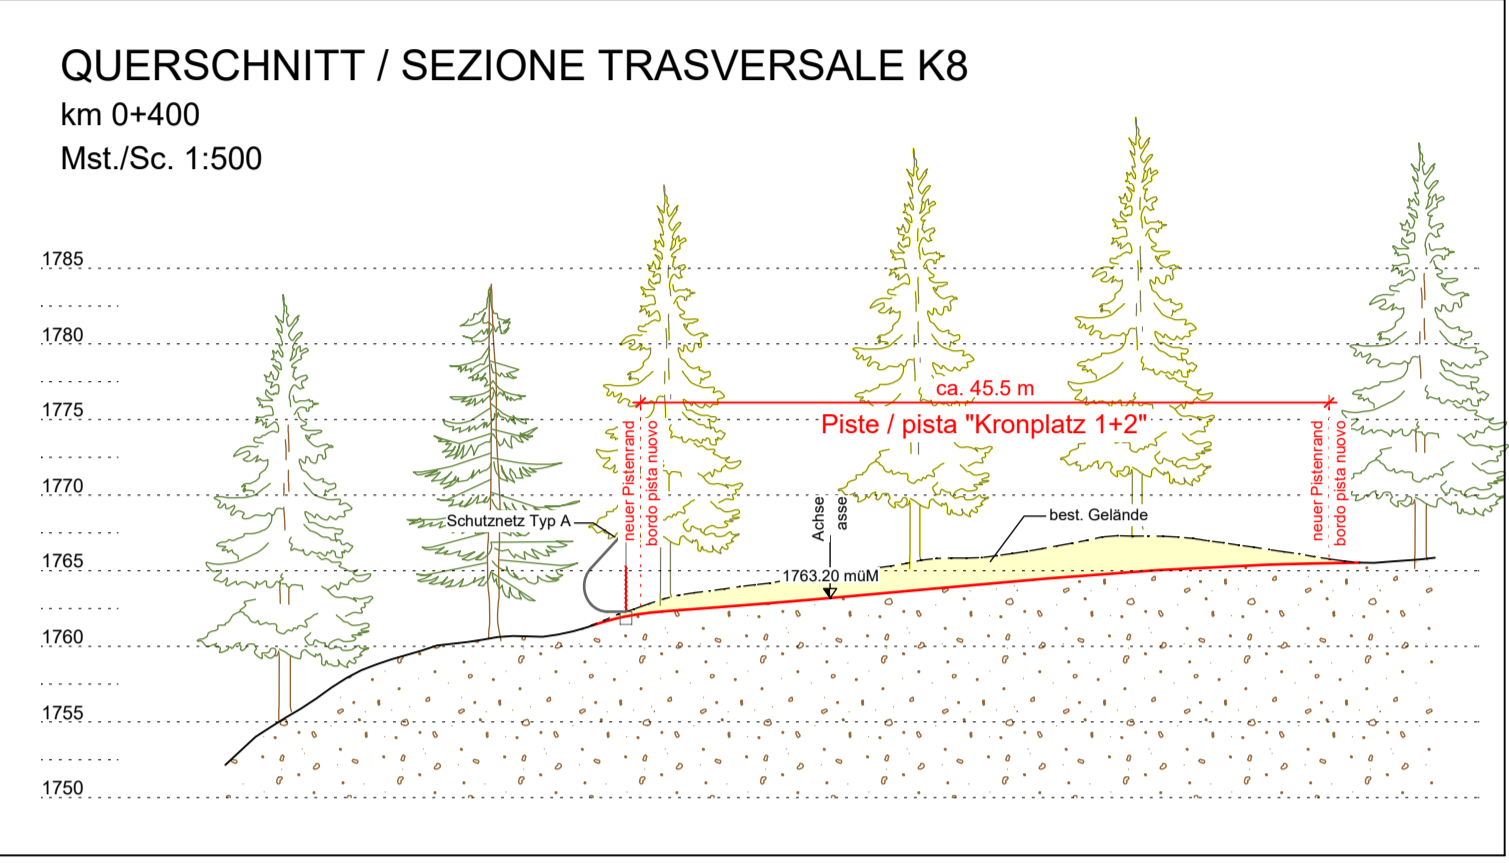 QUERSCHNITT / SEZIONE TRASVERSALE K8
km 0+400
Mst./Sc. 1:500
1785
1780
1775
1770
1765
1760
1755
1750
ca. 45.5 m
Piste / pista "Kronplatz 1+2"
neuer Pistenrand
bordo pista nuovo
Schutznetz Typ A
Achse
asse
1763.20 müM
best. Gelände
neuer Pistenrand
bordo pista nuovo